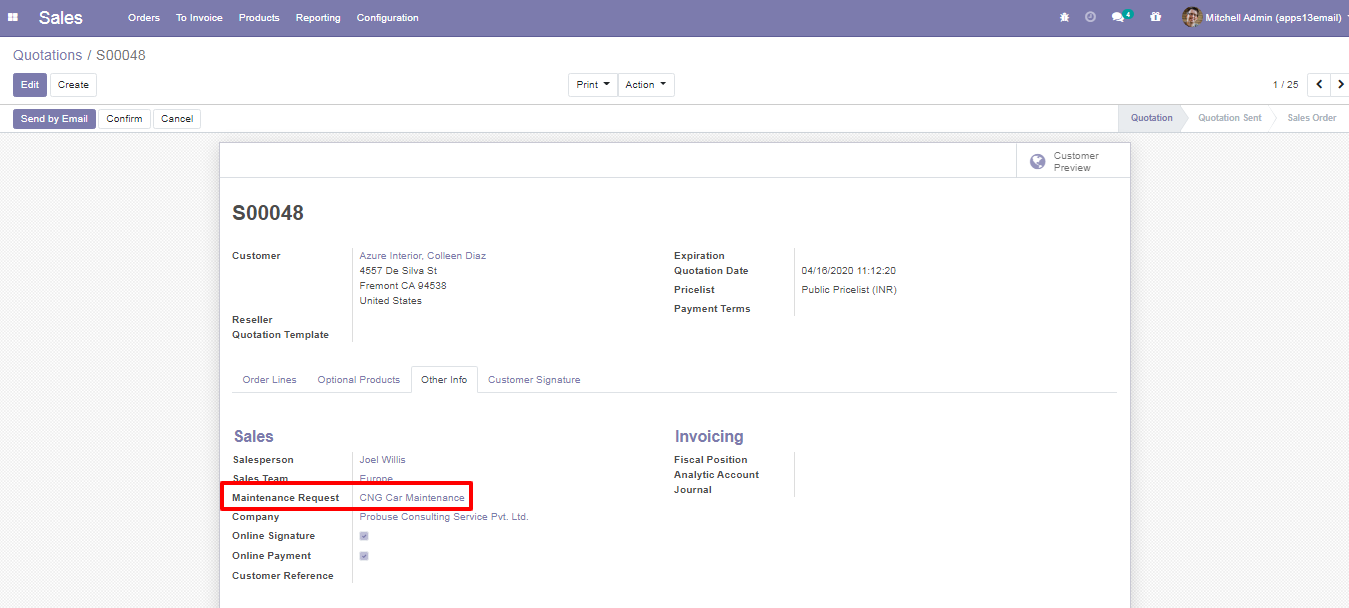 Sales Orders To Invoice Products Reporting Configuration 4 Mitchell Admin (apps13email)
Quotations / S00048
Edit Create Print Action 1 / 25
Send by Email Confirm Cancel Quotation Quotation Sent Sales Order
Customer
Preview
S00048
Customer Azure Interior, Colleen Diaz
4557 De Silva St
Fremont CA 94538
United States
Reseller
Quotation Template
Expiration
Quotation Date 04/16/2020 11:12:20
Pricelist Public Pricelist (INR)
Payment Terms
Order Lines Optional Products Other Info Customer Signature
Sales
Salesperson Joel Willis
Sales Team Europe
Maintenance Request CNG Car Maintenance
Company Probuse Consulting Service Pvt. Ltd.
Online Signature
Online Payment
Customer Reference
Invoicing
Fiscal Position
Analytic Account
Journal